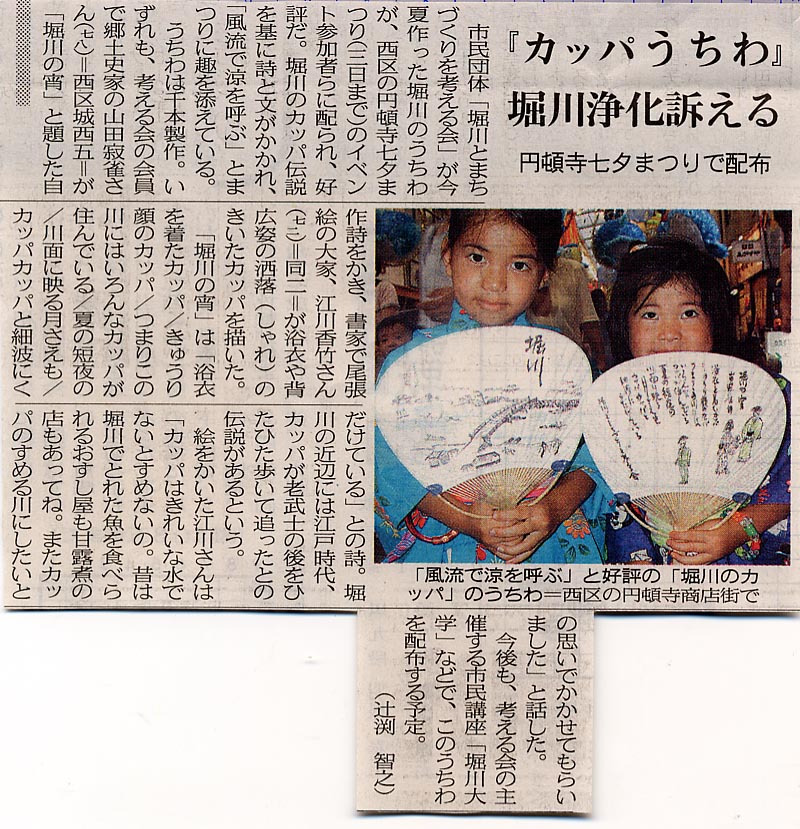 『カッパうちわ』
堀川浄化訴える
円頓寺七夕まつりで配布
市民団体「堀川とまち
づくりを考える会」が今
夏作った堀川のうちわ
が、西区の円頓寺七夕ま
つり(三日まで)のイベン
ト参加者らに配られ、好
評だ。堀川のカッパ伝説
を基に詩と文がかかれ、
「風流で涼を呼ぶ」とま
つりに趣を添えている。
うちわは千本製作。い
ずれも、考える会の会員
で郷土史家の山田寂雀さ
ん(七八)＝西区城西五＝が
「堀川の宵」と題した自
作詩をかき、書家で尾張
絵の大家、江川香竹さん
(七二)＝同二＝が浴衣や背
広姿の洒落(しゃれ)の
きいたカッパを描いた。
「堀川の宵」は「浴衣
を着たカッパ／きゅうり
顔のカッパ／つまりこの
川にはいろんなカッパが
住んでいる／夏の短夜の
／川面に映る月さえも／
カッパカッパと細波にく
だけている」との詩。堀
川の近辺には江戸時代、
カッパが老武士の後をひ
たひた歩いて追ったとの
伝説があるという。
絵をかいた江川さんは
「カッパはきれいな水で
ないとすめないの。昔は
堀川でとれた魚を食べら
れるおすし屋も甘露煮の
店もあってね。またカッ
パのすめる川にしたいと
の思いでかかせてもらい
ました」と話した。
今後も、考える会の主
催する市民講座「堀川大
学」などで、このうちわ
を配布する予定。
(辻渕 智之)
堀川
堀川の宵
「風流で涼を呼ぶ」と好評の「堀川のカ
ッパ」のうちわ＝西区の円頓寺商店街で